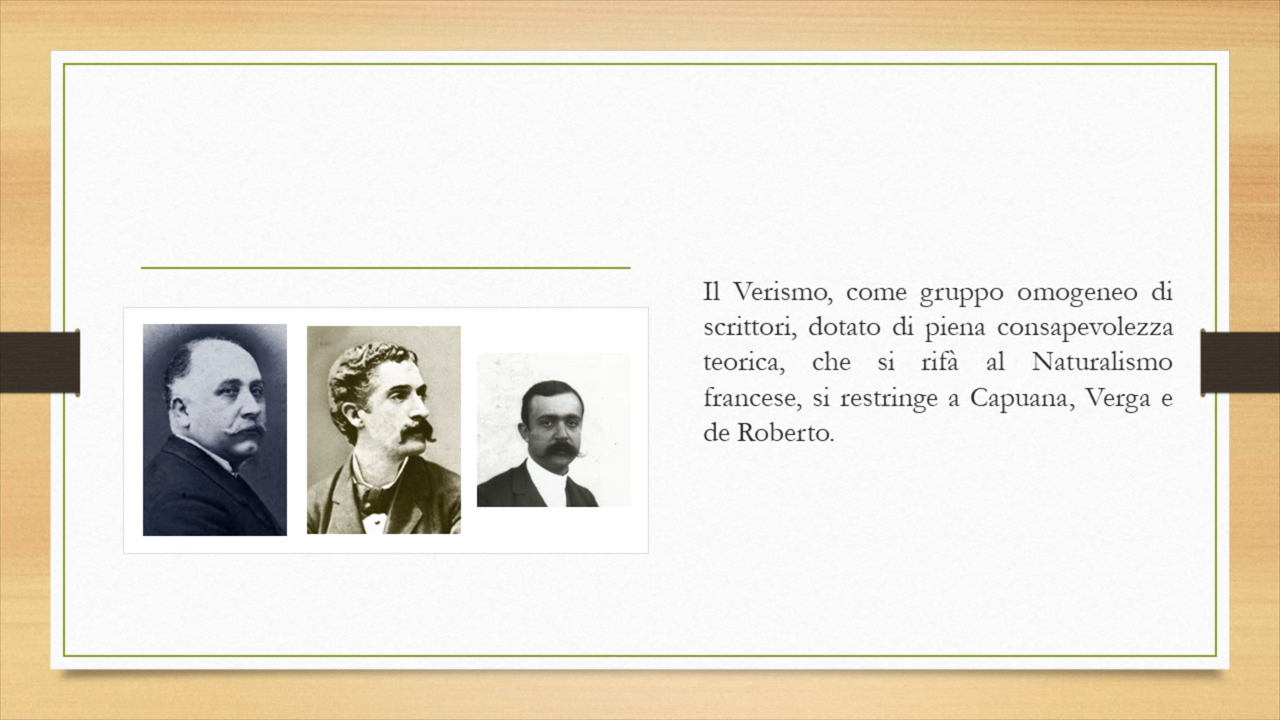 Il Verismo, come gruppo omogeneo di
scrittori, dotato di piena consapevolezza
teorica, che si rifà al Naturalismo
francese, si restringe a Capuana, Verga e
de Roberto.